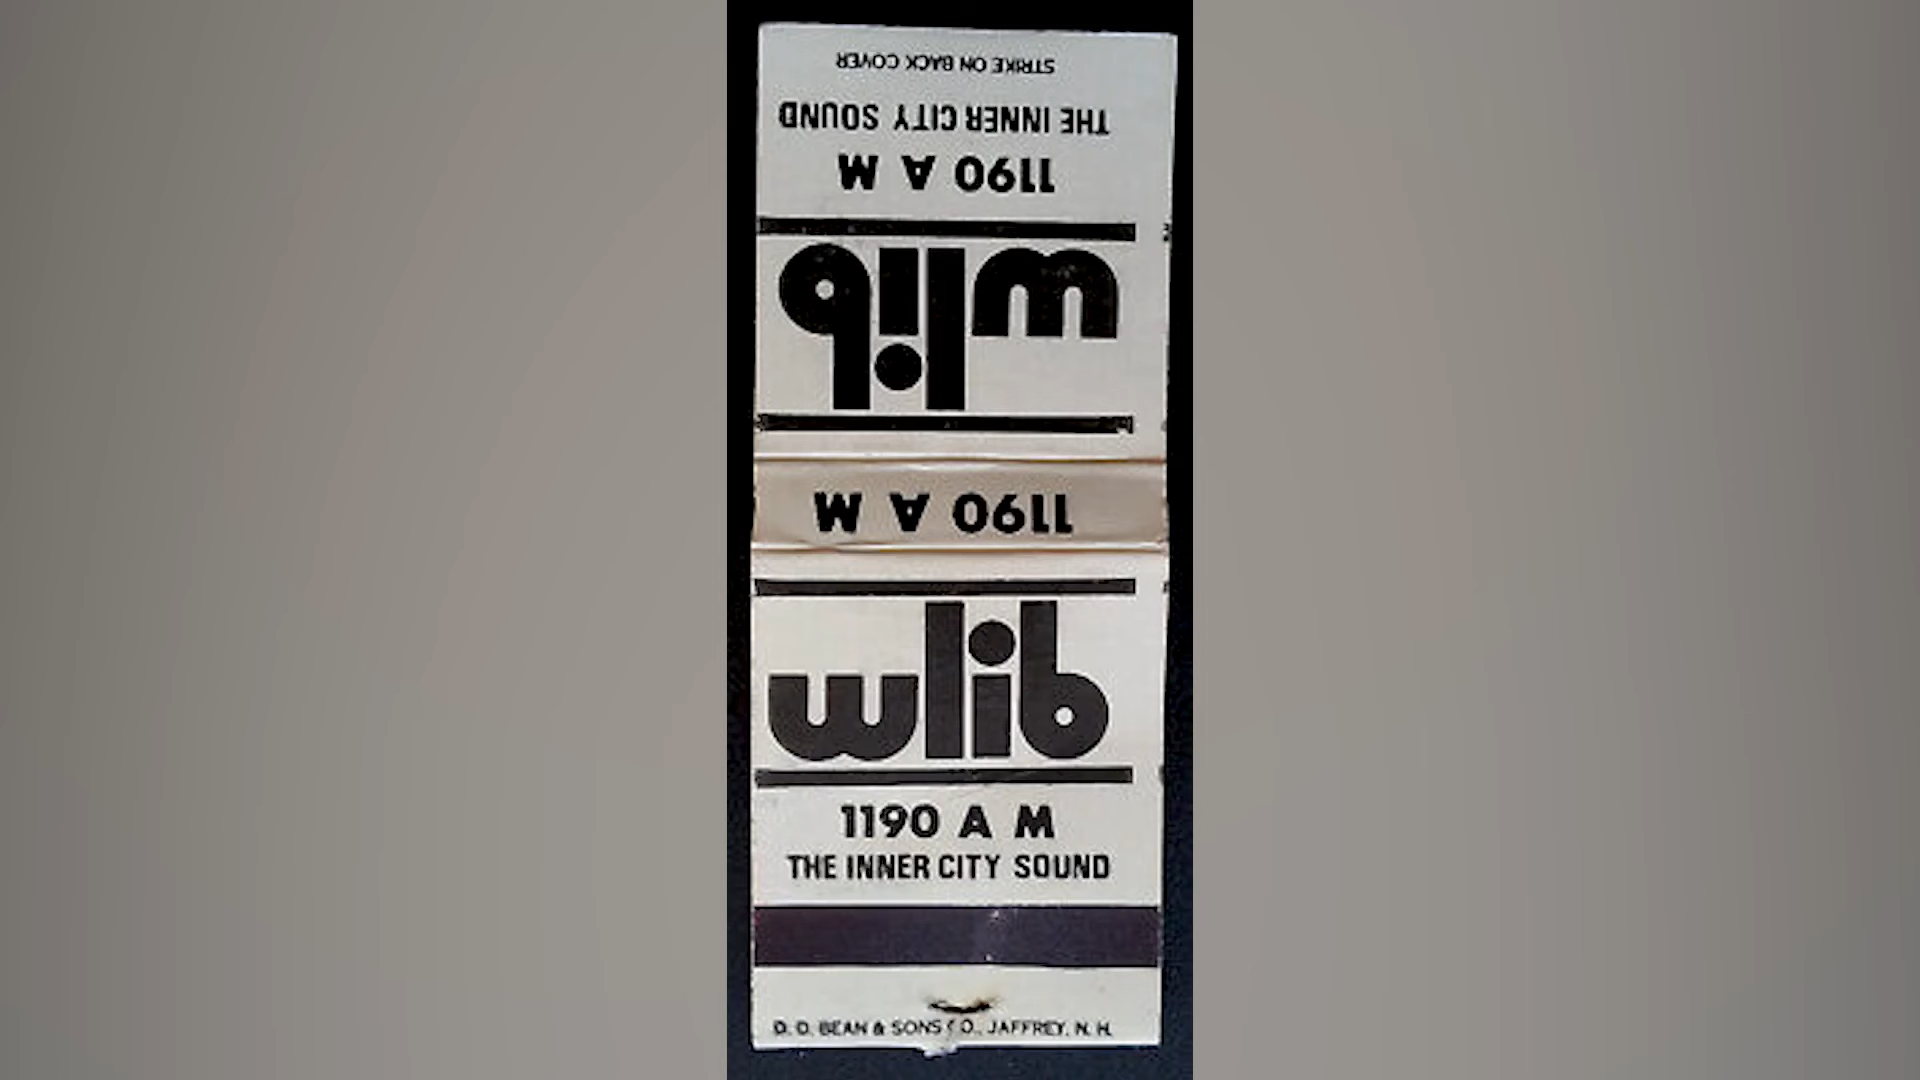 STRIKE ON BACK COVER
THE INNER CITY SOUND
1190 A M
wlib
1190 A M
wlib
1190 A M
THE INNER CITY SOUND
D. D. BEAN & SONS CO., JAFFREY, N. H.